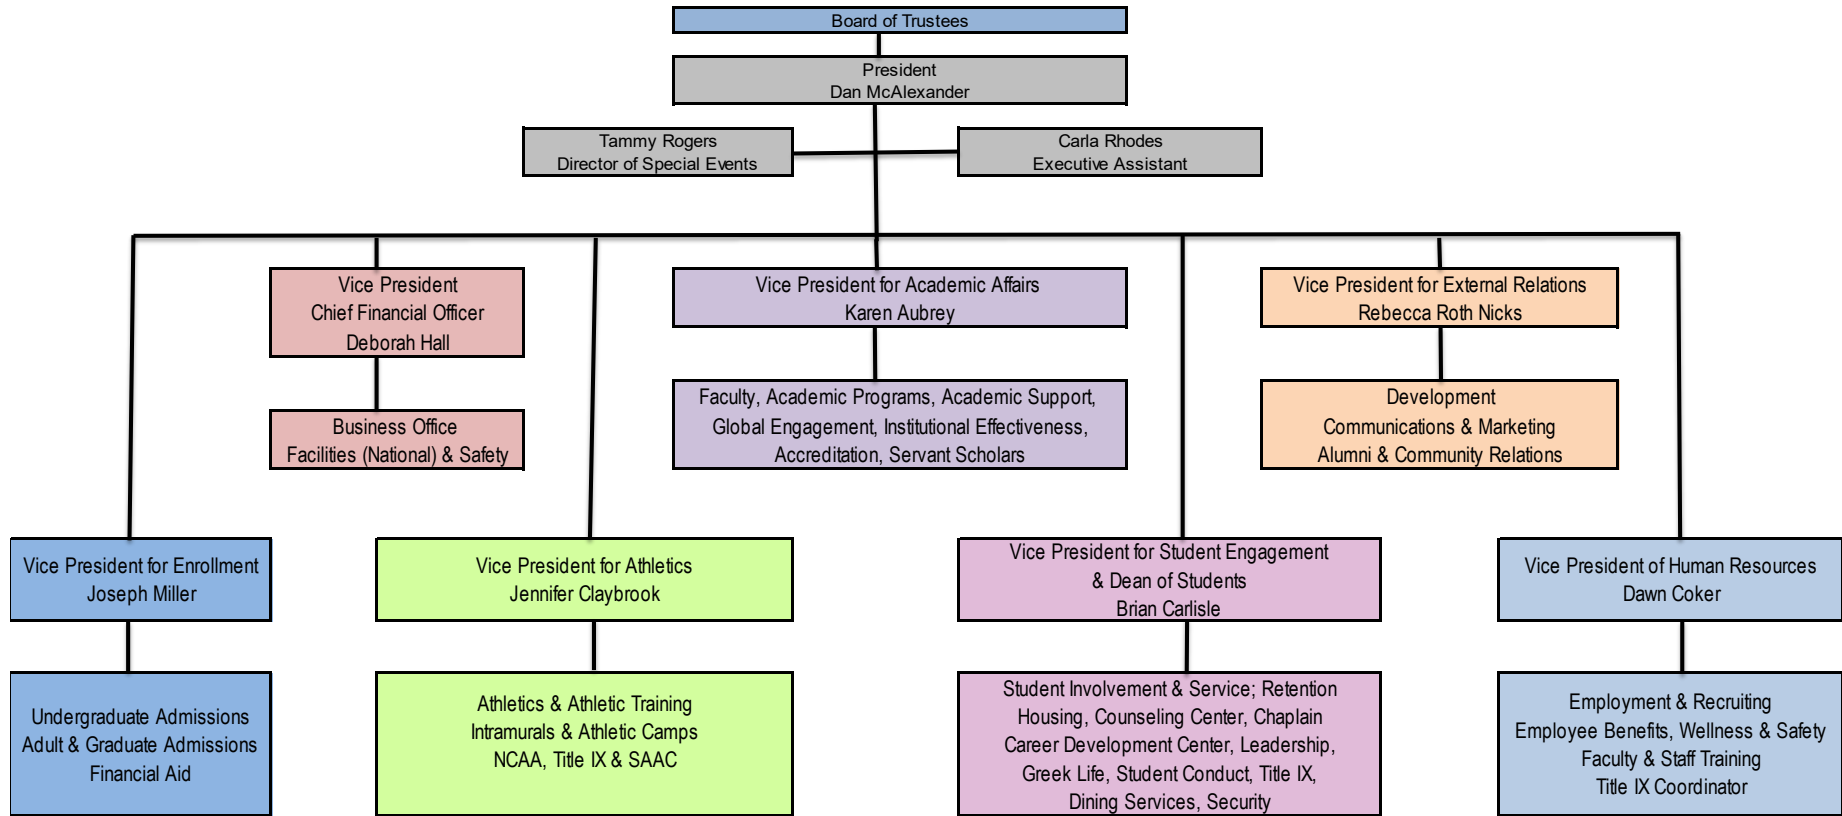 Board of Trustees
President
Dan McAlexander
Tammy Rogers
Director of Special Events
Carla Rhodes
Executive Assistant
Vice President
Chief Financial Officer
Deborah Hall
Vice President for Academic Affairs
Karen Aubrey
Vice President for External Relations
Rebecca Roth Nicks
Business Office
Facilities (National) & Safety
Faculty, Academic Programs, Academic Support,
Global Engagement, Institutional Effectiveness,
Accreditation, Servant Scholars
Development
Communications & Marketing
Alumni & Community Relations
Vice President for Enrollment
Joseph Miller
Vice President for Athletics
Jennifer Claybrook
Vice President for Student Engagement
& Dean of Students
Brian Carlisle
Vice President of Human Resources
Dawn Coker
Undergraduate Admissions
Adult & Graduate Admissions
Financial Aid
Athletics & Athletic Training
Intramurals & Athletic Camps
NCAA, Title IX & SAAC
Student Involvement & Service; Retention
Housing, Counseling Center, Chaplain
Career Development Center, Leadership,
Greek Life, Student Conduct, Title IX,
Dining Services, Security
Employment & Recruiting
Employee Benefits, Wellness & Safety
Faculty & Staff Training
Title IX Coordinator